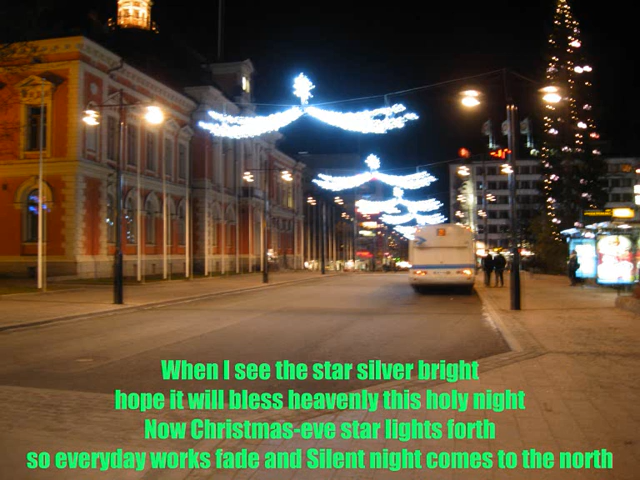 When I see the star silver bright
hope it will bless heavenly this holy night
Now Christmas-eve star lights forth
so everyday works fade and Silent night comes to the north